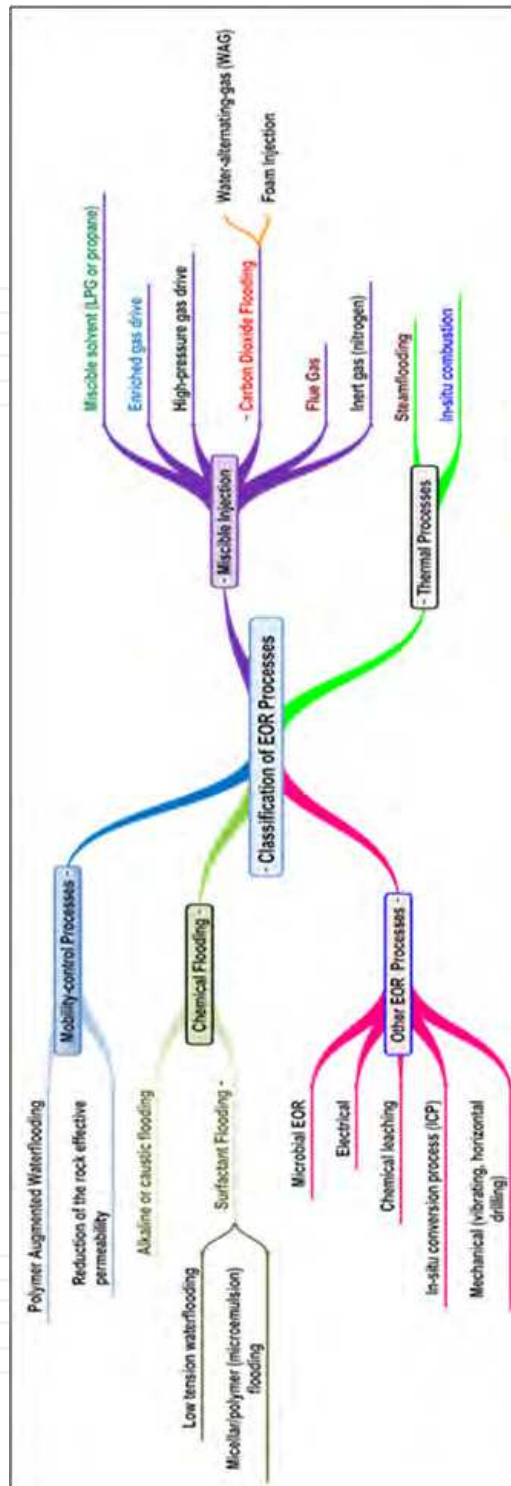 - Classification of EOR Processes -
Mobility-control Processes -
Polymer Augmented Waterflooding
Reduction of the rock effective
permeability
Chemical Flooding -
Alkaline or caustic flooding
Surfactant Flooding -
Low tension waterflooding
Micellar/polymer (microemulsion)
flooding
Other EOR Processes -
Microbial EOR
Electrical
Chemical leaching
In-situ conversion process (ICP)
Mechanical (vibrating, horizontal
drilling)
- Miscible Injection
Miscible solvent (LPG or propane)
Enriched gas drive
High-pressure gas drive
- Carbon Dioxide Flooding
Water-alternating-gas (WAG)
Foam Injection
Flue Gas
Inert gas (nitrogen)
- Thermal Processes
Steamflooding
In-situ combustion